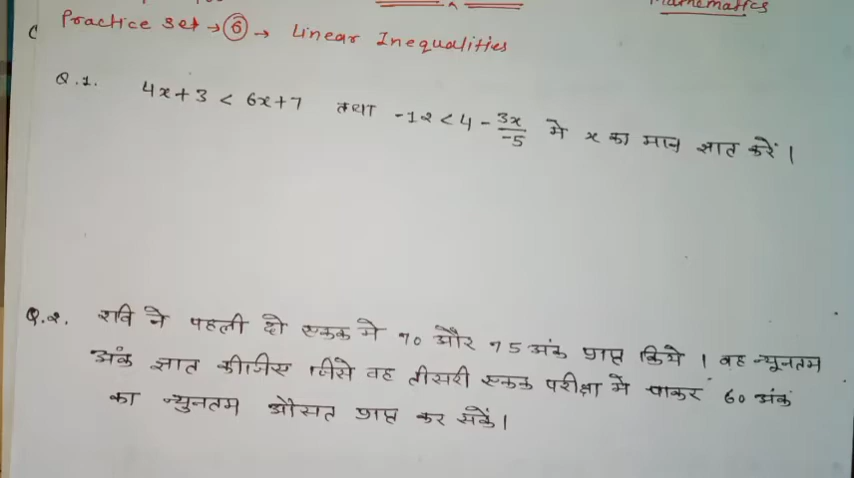 Mathematics
Practice set → ⑥ → Linear Inequalities
Q.1. 4x+3 < 6x+7 तथा -12 < 4 - 3x/-5 में x का मान ज्ञात करें।
Q.2. रवि ने पहली दो एकक मे 70 और 75 अंक प्राप्त किये। वह न्यूनतम
अंक ज्ञात कीजिए जिसे वह तीसरी एकक परीक्षा मे पाकर 60 अंक
का न्युनतम औसत प्राप्त कर सकें।